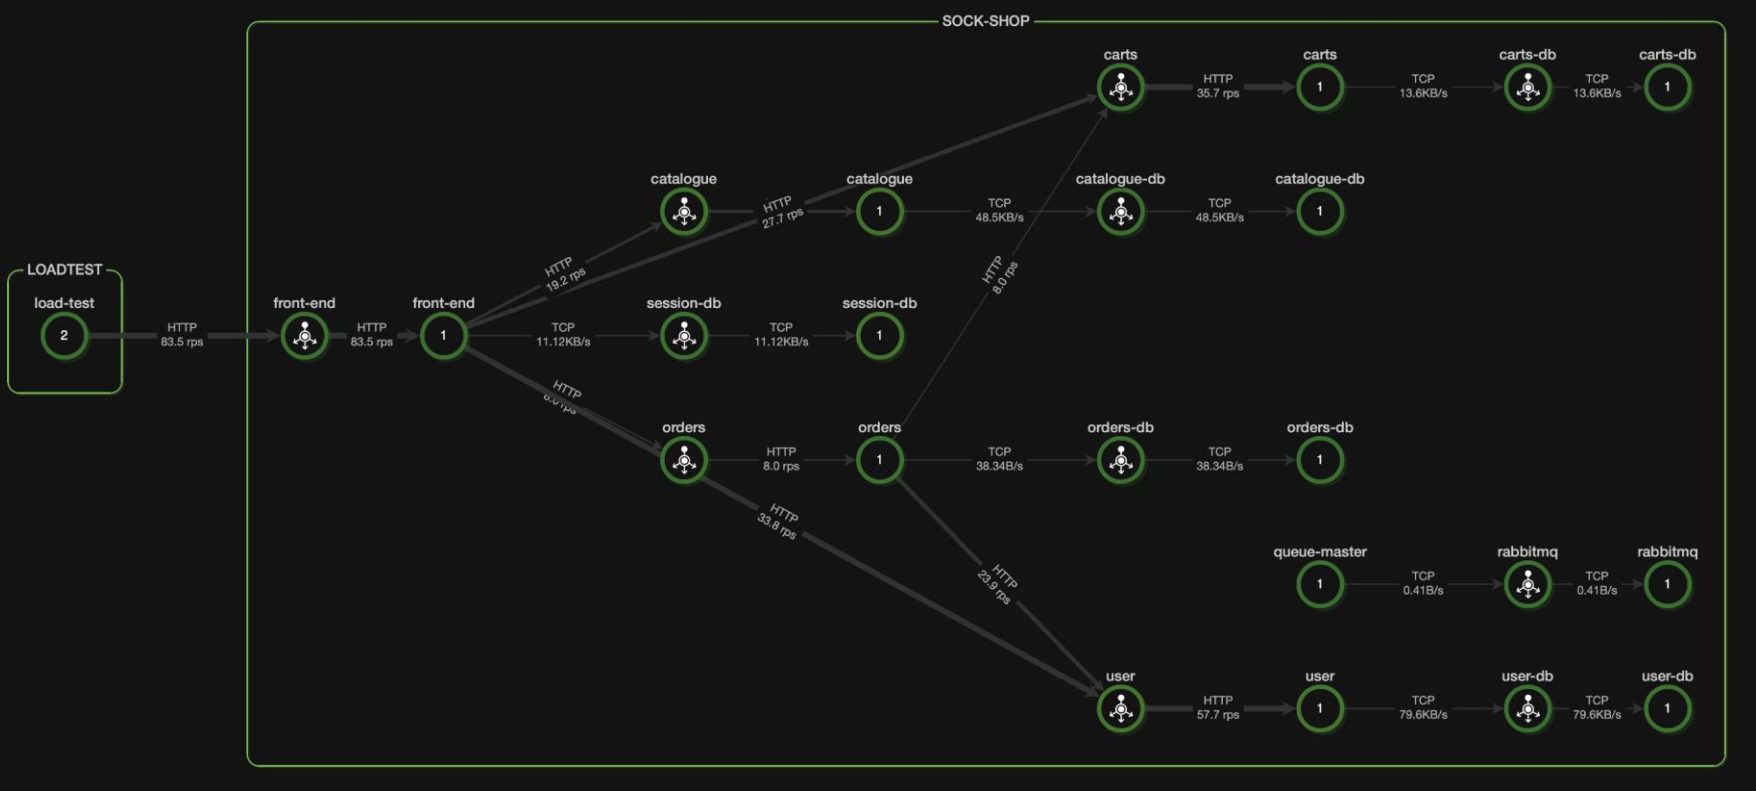 SOCK-SHOP
carts
HTTP
35.7 rps
carts
1
TCP
13.6KB/s
carts-db
TCP
13.6KB/s
carts-db
1
catalogue
HTTP
27.7 rps
catalogue
1
TCP
48.5KB/s
catalogue-db
TCP
48.5KB/s
catalogue-db
1
HTTP
19.2 rps
HTTP
8.0 rps
LOADTEST
load-test
2
HTTP
83.5 rps
front-end
HTTP
83.5 rps
front-end
1
TCP
11.12KB/s
session-db
TCP
11.12KB/s
session-db
1
HTTP
rps
orders
HTTP
8.0 rps
orders
1
TCP
38.34B/s
orders-db
TCP
38.34B/s
orders-db
1
HTTP
33.8 rps
HTTP
23.9 rps
queue-master
1
TCP
0.41B/s
rabbitmq
TCP
0.41B/s
rabbitmq
1
user
HTTP
57.7 rps
user
1
TCP
79.6KB/s
user-db
TCP
79.6KB/s
user-db
1